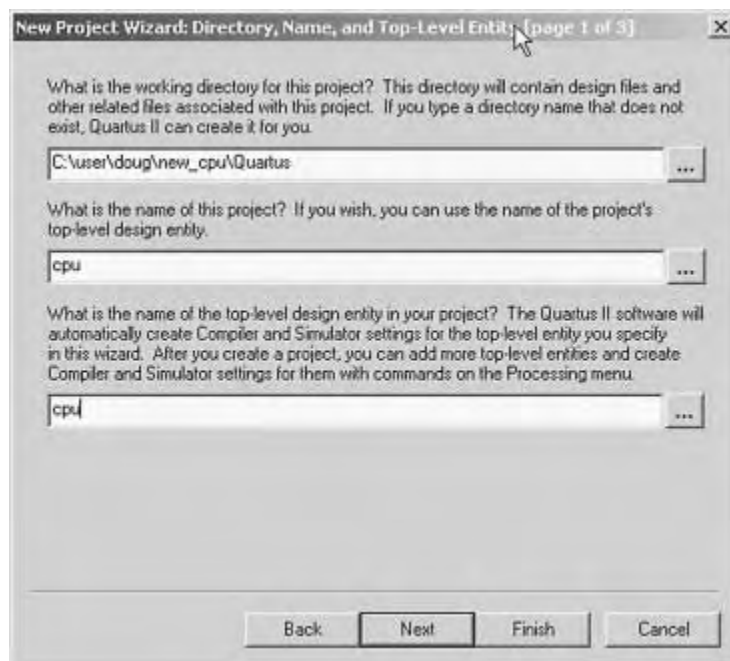 New Project Wizard: Directory, Name, and Top-Level Entity [page 1 of 3]
What is the working directory for this project? This directory will contain design files and
other related files associated with this project. If you type a directory name that does not
exist, Quartus II can create it for you.
C:\user\doug\new_cpu\Quartus
...
What is the name of this project? If you wish, you can use the name of the project's
top-level design entity.
cpu
...
What is the name of the top-level design entity in your project? The Quartus II software will
automatically create Compiler and Simulator settings for the top-level entity you specify
in this wizard. After you create a project, you can add more top-level entities and create
Compiler and Simulator settings for them with commands on the Processing menu.
cpu
...
Back Next Finish Cancel